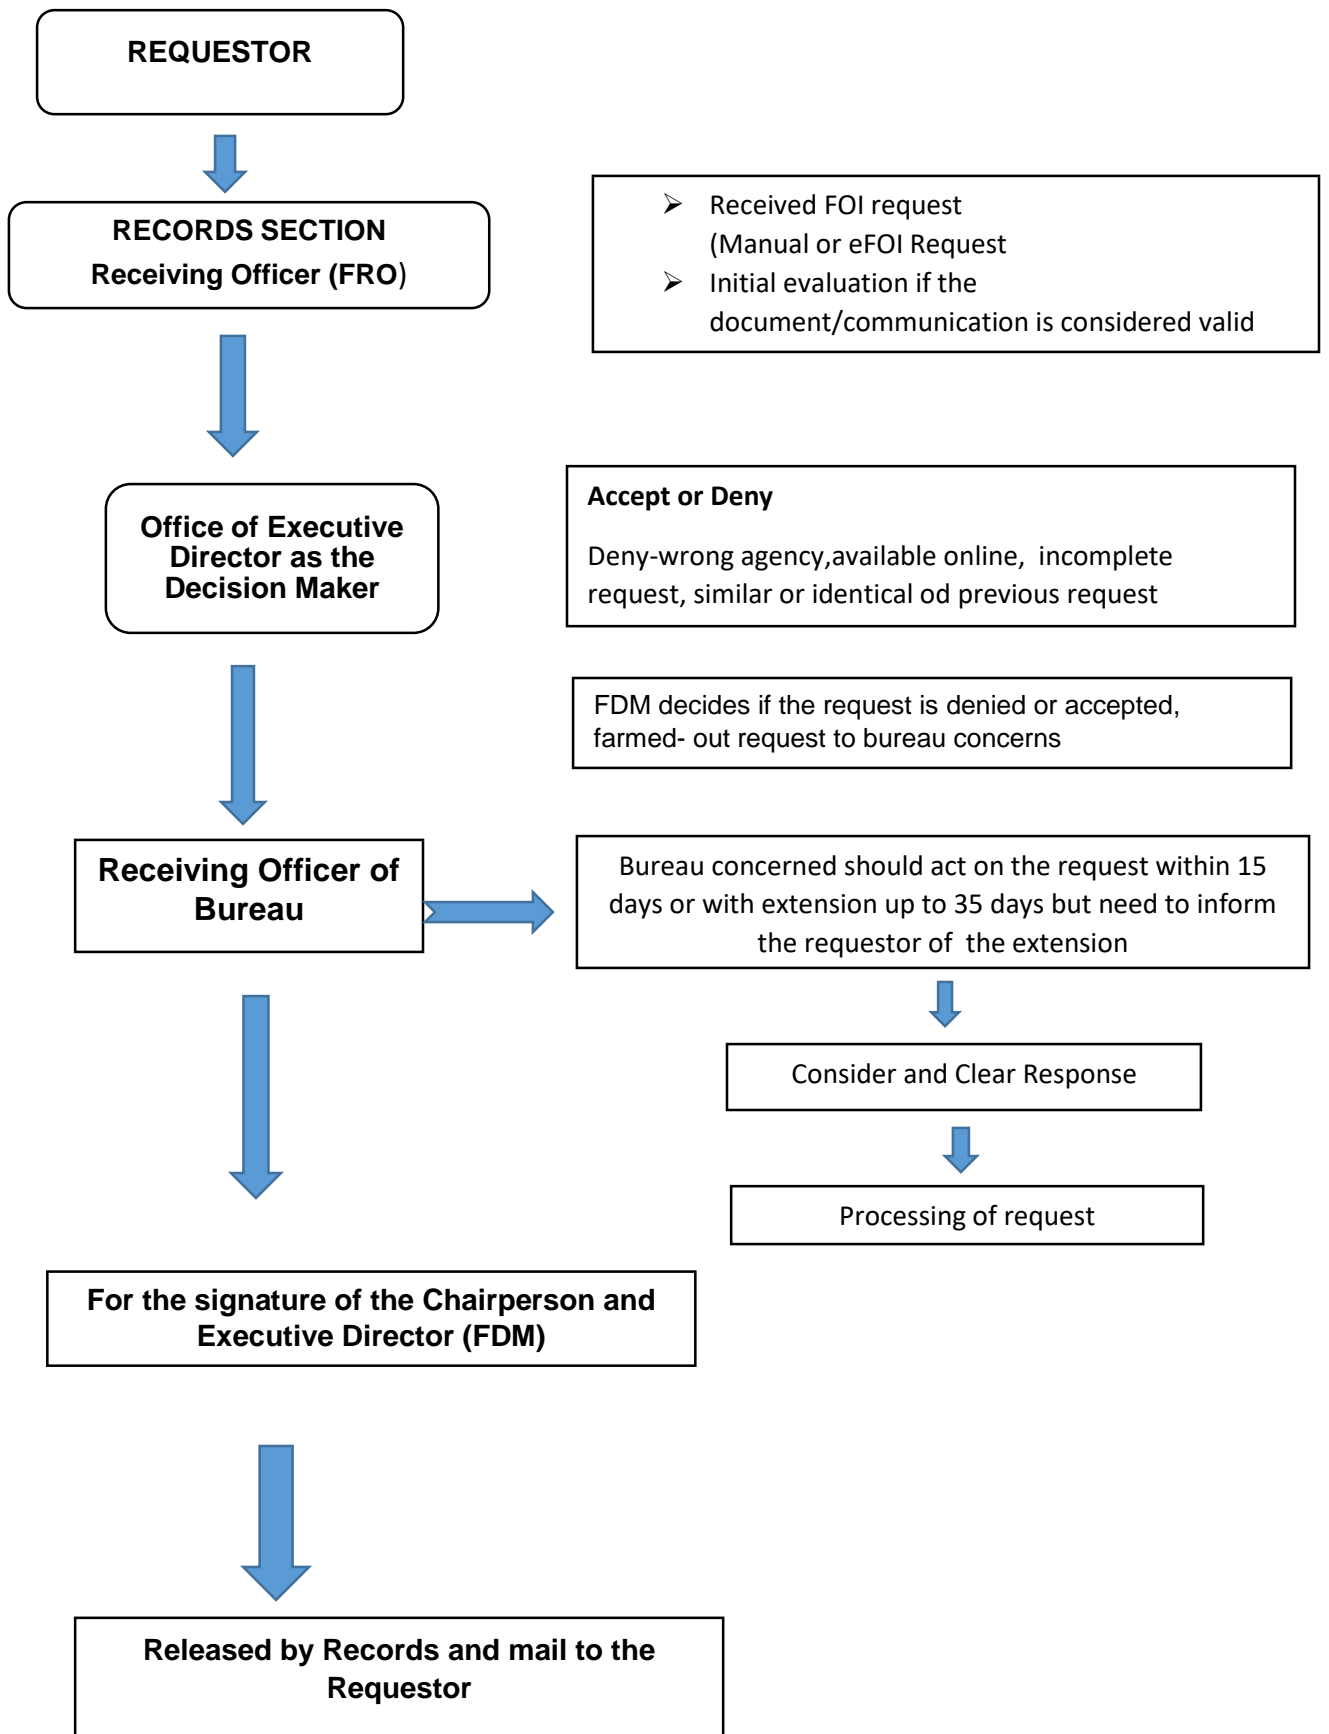 REQUESTOR
RECORDS SECTION
Receiving Officer (FRO)
➢ Received FOI request
(Manual or eFOI Request
➢ Initial evaluation if the
document/communication is considered valid
Office of Executive
Director as the
Decision Maker
Accept or Deny
Deny-wrong agency,available online, incomplete
request, similar or identical od previous request
FDM decides if the request is denied or accepted,
farmed- out request to bureau concerns
Receiving Officer of
Bureau
Bureau concerned should act on the request within 15
days or with extension up to 35 days but need to inform
the requestor of the extension
Consider and Clear Response
Processing of request
For the signature of the Chairperson and
Executive Director (FDM)
Released by Records and mail to the
Requestor